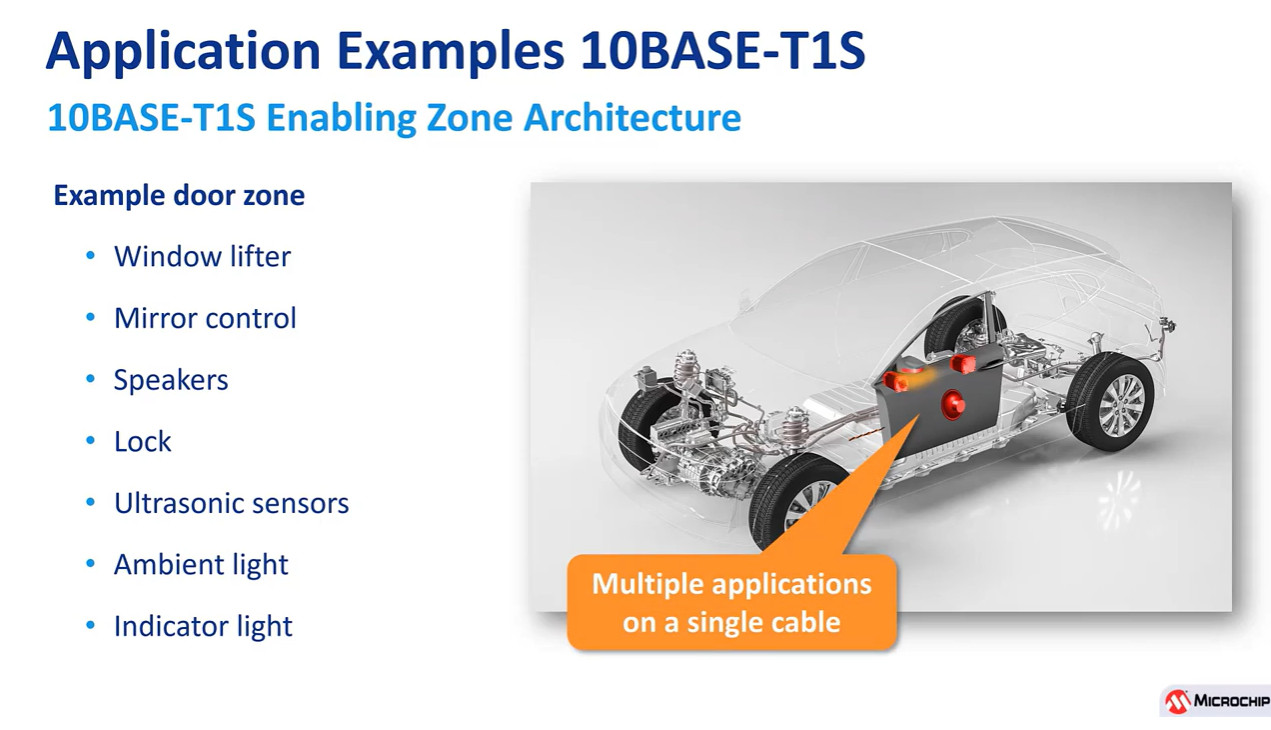 Application Examples 10BASE-T1S
10BASE-T1S Enabling Zone Architecture
Example door zone
• Window lifter
• Mirror control
• Speakers
• Lock
• Ultrasonic sensors
• Ambient light
• Indicator light
Multiple applications
on a single cable
MICROCHIP